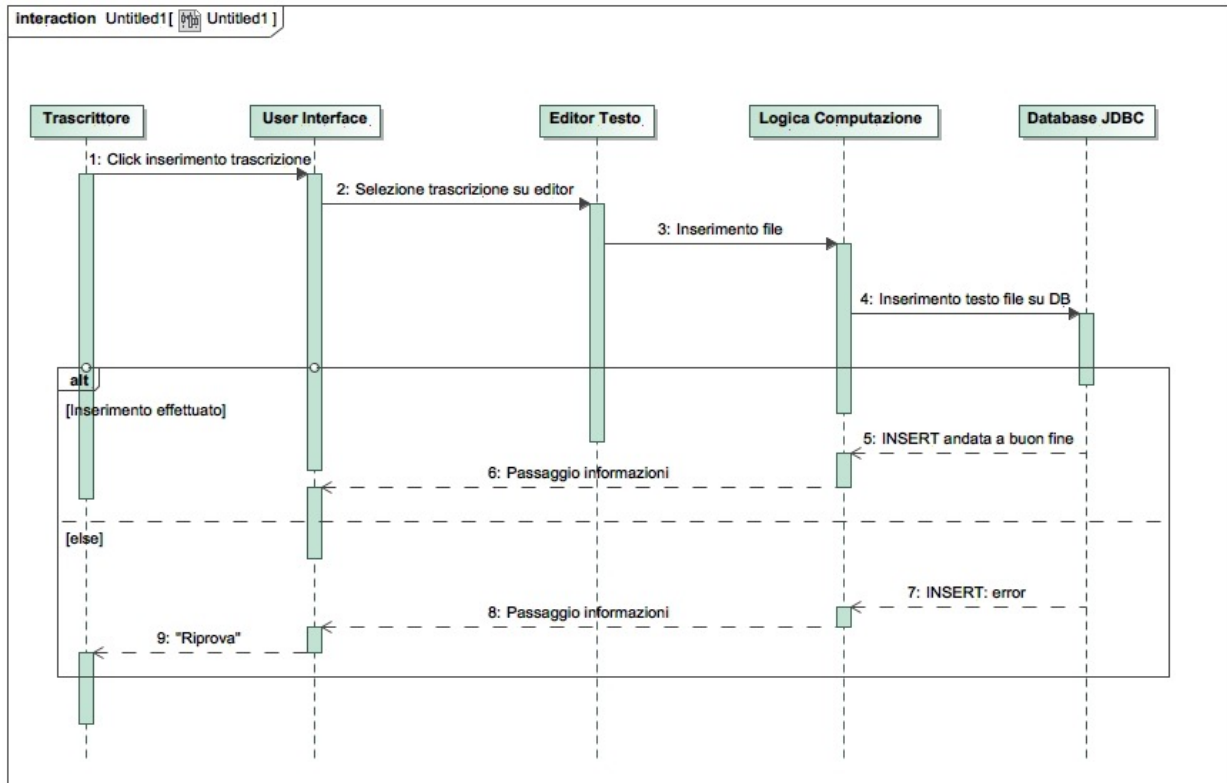 interaction Untitled1[ Untitled1 ]
Trascrittore
User Interface
Editor Testo
Logica Computazione
Database JDBC
1: Click inserimento trascrizione
2: Selezione trascrizione su editor
3: Inserimento file
4: Inserimento testo file su DB
alt
[Inserimento effettuato]
5: INSERT andata a buon fine
6: Passaggio informazioni
[else]
7: INSERT: error
8: Passaggio informazioni
9: "Riprova"